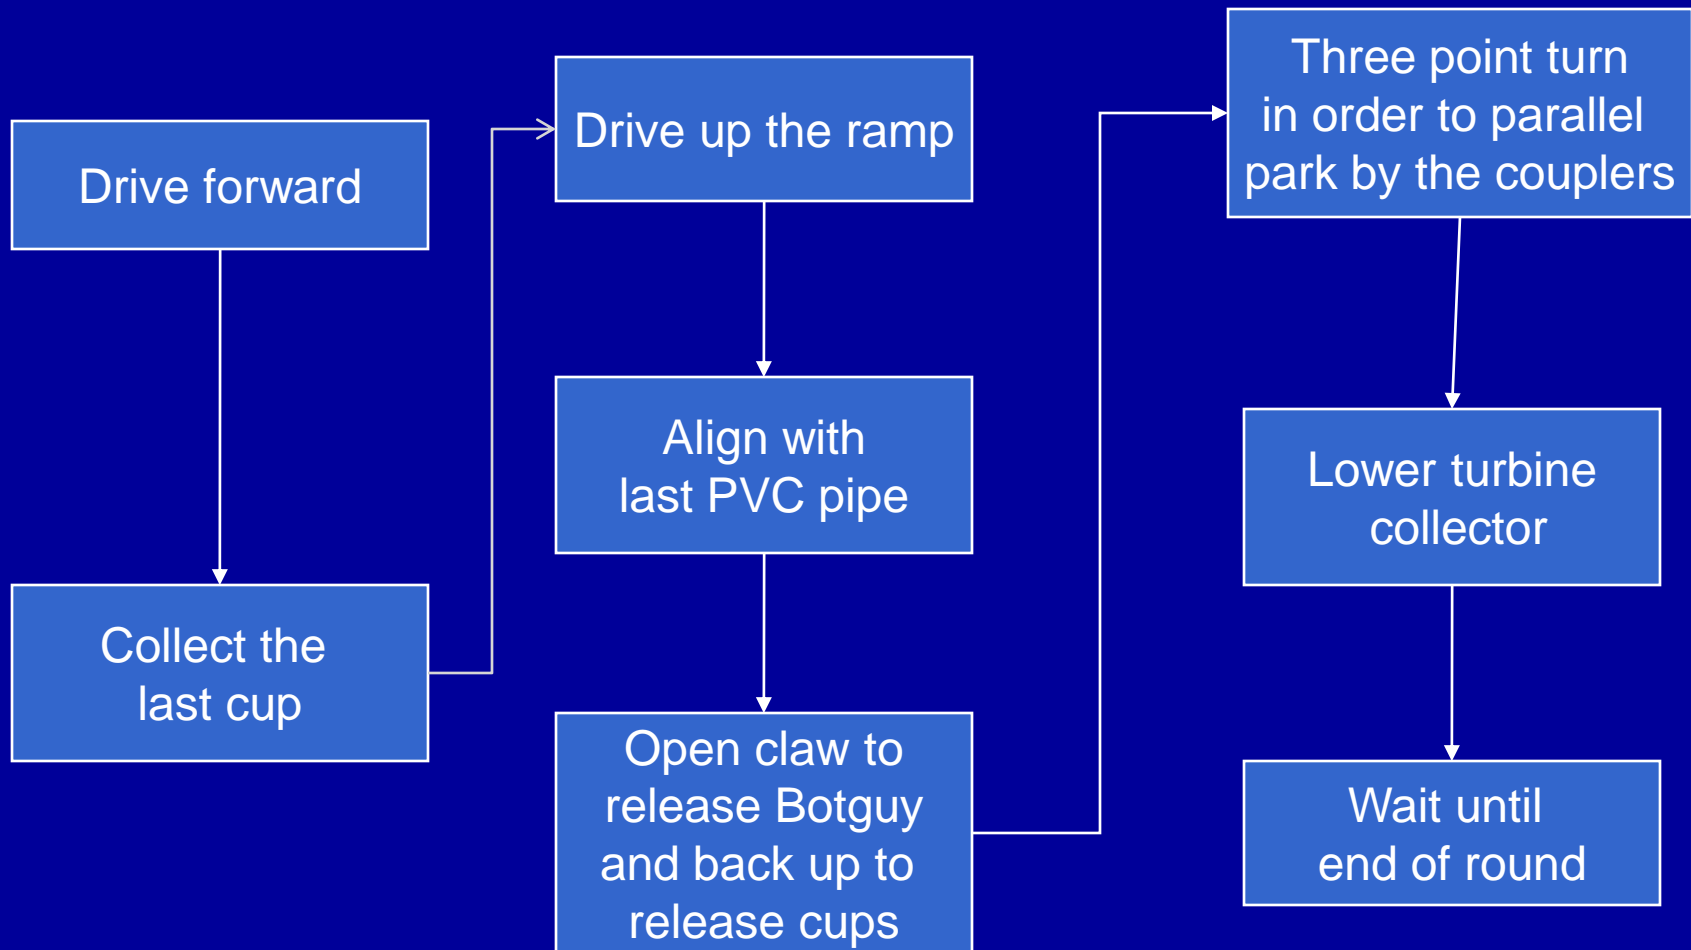 Drive forward
Collect the
last cup
Drive up the ramp
Align with
last PVC pipe
Open claw to
release Botguy
and back up to
release cups
Three point turn
in order to parallel
park by the couplers
Lower turbine
collector
Wait until
end of round